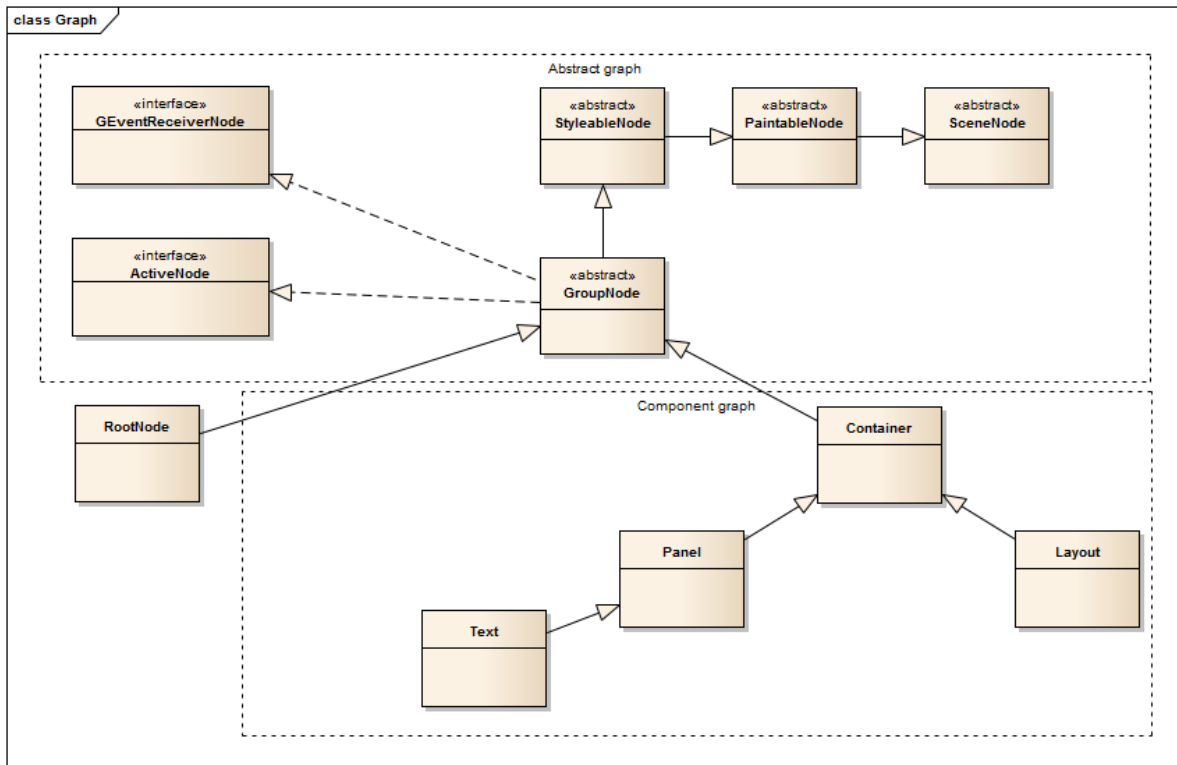 class Graph
Abstract graph
«interface»
GEventReceiverNode
«abstract»
StyleableNode
«abstract»
PaintableNode
«abstract»
SceneNode
«interface»
ActiveNode
«abstract»
GroupNode
Component graph
RootNode
Container
Panel
Layout
Text